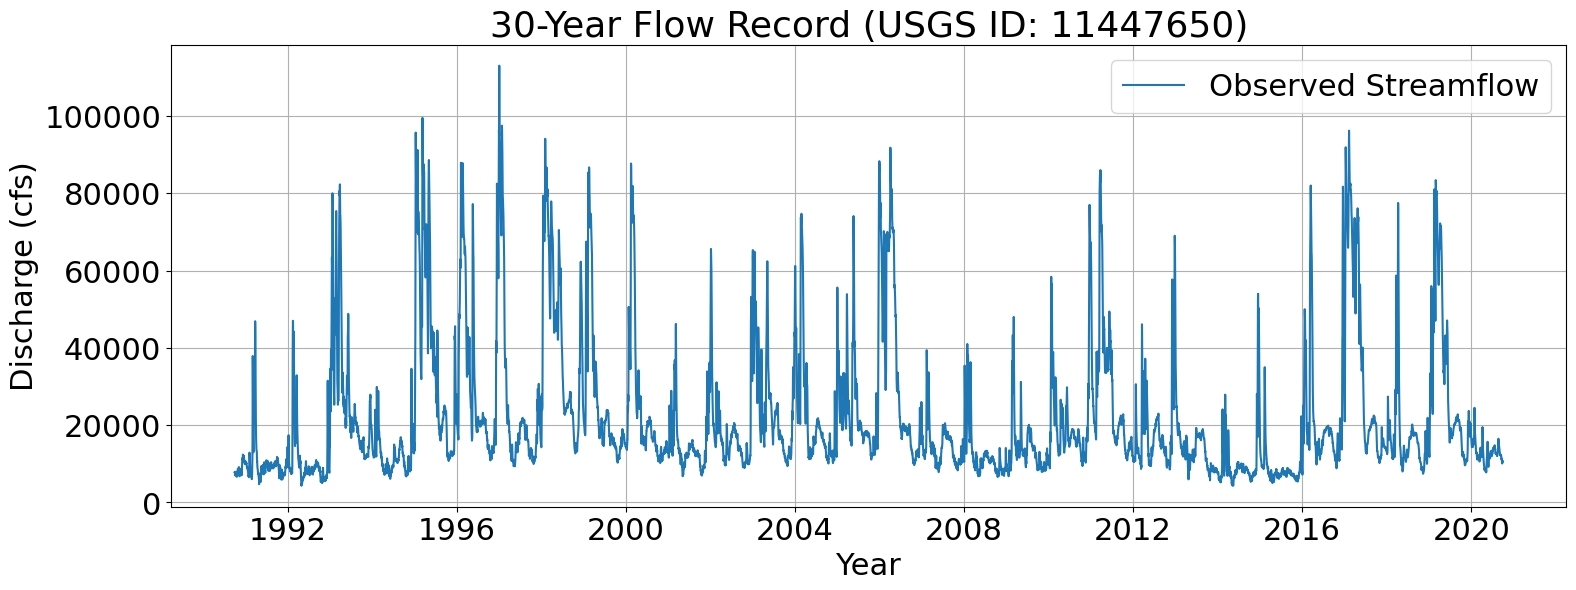 30-Year Flow Record (USGS ID: 11447650)
Observed Streamflow
Discharge (cfs)
100000
80000
60000
40000
20000
0
1992 1996 2000 2004 2008 2012 2016 2020
Year